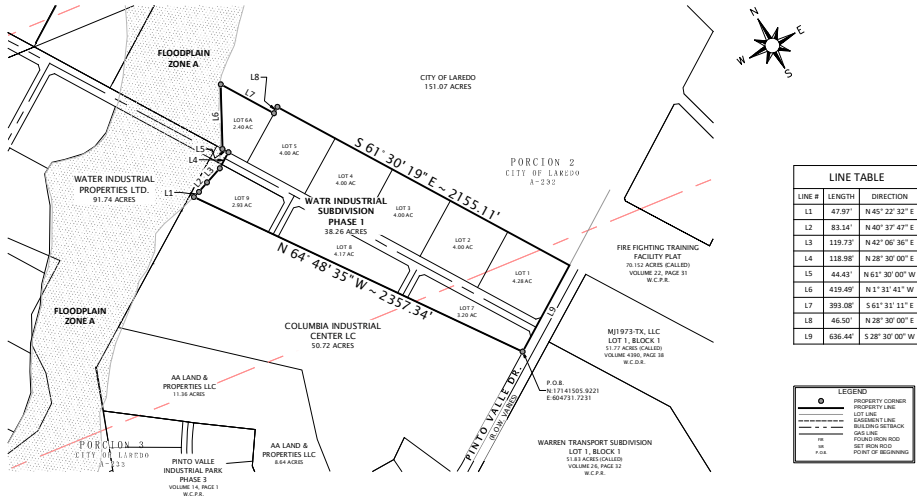 FLOODPLAIN
ZONE A
L8
L7
L6
L5
L4
L3
L2
L1
CITY OF LAREDO
151.07 ACRES
N
E
S
W
LOT 6A
2.40 AC
LOT 5
4.00 AC
LOT 4
4.00 AC
LOT 3
4.00 AC
LOT 2
4.00 AC
LOT 1
4.28 AC
LOT 9
2.93 AC
LOT 8
4.17 AC
LOT 7
3.20 AC
S 61° 30' 19" E ~ 2155.11'
N 64° 48' 35" W ~ 2357.34'
L9
PORCION 2
CITY OF LAREDO
A-232
WATER INDUSTRIAL
PROPERTIES LTD.
91.74 ACRES
WATR INDUSTRIAL
SUBDIVISION
PHASE 1
38.26 ACRES
FIRE FIGHTING TRAINING
FACILITY PLAT
70.152 ACRES (CALLED)
VOLUME 22, PAGE 31
W.C.P.R.
FLOODPLAIN
ZONE A
COLUMBIA INDUSTRIAL
CENTER LC
50.72 ACRES
MJ1973-TX, LLC
LOT 1, BLOCK 1
51.77 ACRES (CALLED)
VOLUME 4390, PAGE 38
W.C.D.R.
AA LAND &
PROPERTIES LLC
11.36 ACRES
P.O.B.
N:17141505.9221
E:604731.7231
PINTO VALLE DR.
(R.O.W. VARIES)
PORCION 3
CITY OF LAREDO
A-233
PINTO VALLE
INDUSTRIAL PARK
PHASE 3
VOLUME 14, PAGE 1
W.C.P.R.
AA LAND &
PROPERTIES LLC
8.64 ACRES
WARREN TRANSPORT SUBDIVISION
LOT 1, BLOCK 1
51.83 ACRES (CALLED)
VOLUME 26, PAGE 32
W.C.P.R.
LINE TABLE
LINE # LENGTH DIRECTION
L1 47.97' N 45° 22' 32" E
L2 83.14' N 40° 37' 47" E
L3 119.73' N 42° 06' 36" E
L4 118.98' N 28° 30' 00" E
L5 44.43' N 61° 30' 00" W
L6 419.49' N 1° 31' 41" W
L7 393.08' S 61° 31' 11" E
L8 46.50' N 28° 30' 00" E
L9 636.44' S 28° 30' 00" W
LEGEND
PROPERTY CORNER
PROPERTY LINE
LOT LINE
EASEMENT LINE
BUILDING SETBACK
GAS LINE
FIR FOUND IRON ROD
SIR SET IRON ROD
P.O.B. POINT OF BEGINNING